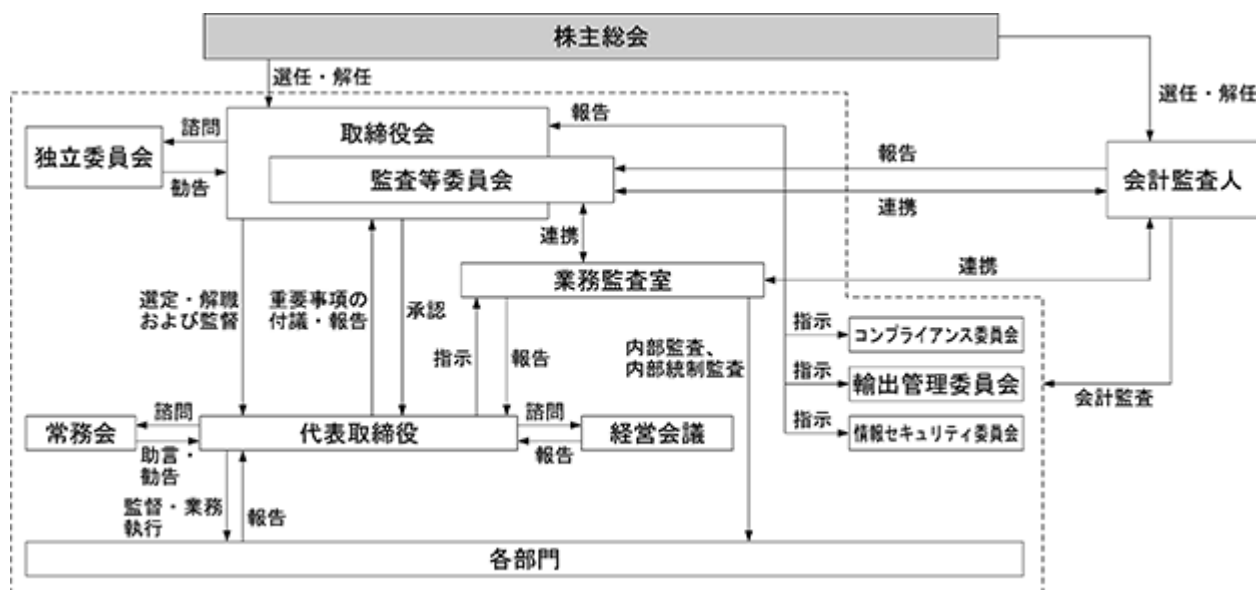 株主総会
選任・解任
選任・解任
報告
諮問
取締役会
独立委員会
勧告
監査等委員会
報告
会計監査人
連携
連携
業務監査室
連携
選定・解職
および監督
重要事項の
付議・報告
承認
指示
報告
内部監査、
内部統制監査
指示
コンプライアンス委員会
指示
輸出管理委員会
会計監査
指示
情報セキュリティ委員会
諮問
常務会
助言・
勧告
代表取締役
諮問
報告
経営会議
監督・業務
執行
報告
各部門